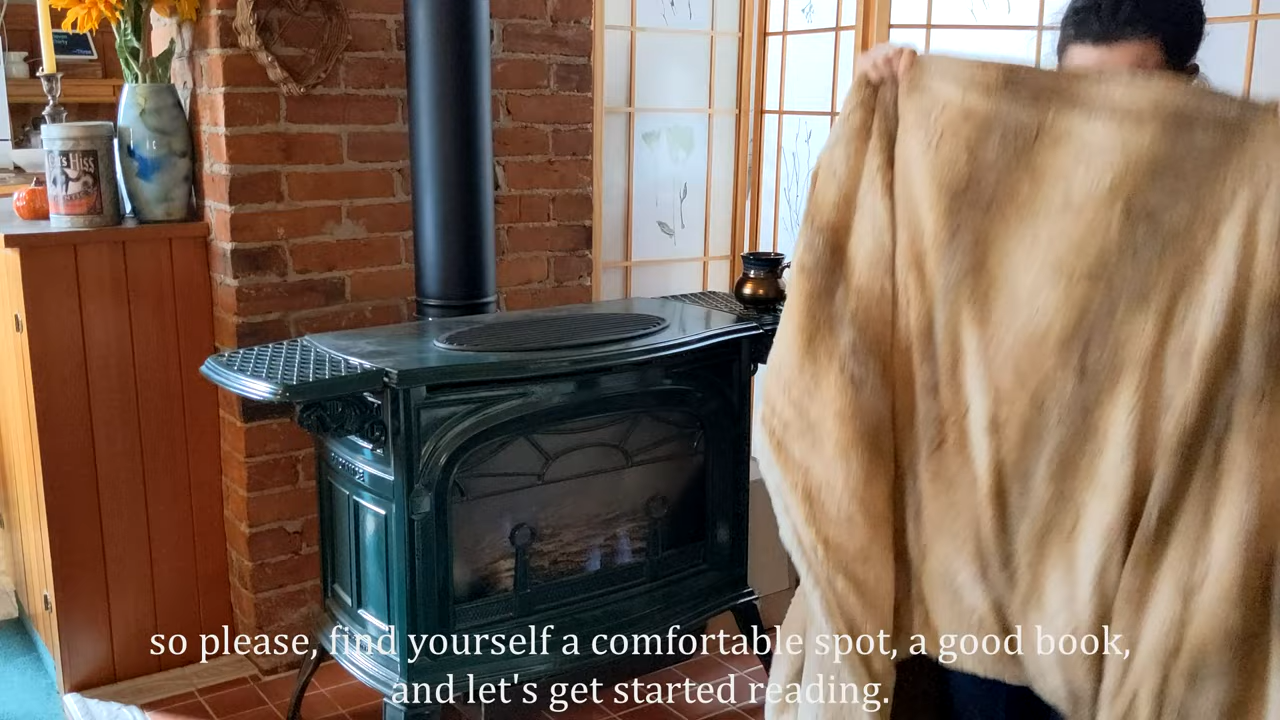 so please, find yourself a comfortable spot, a good book,
and let's get started reading.